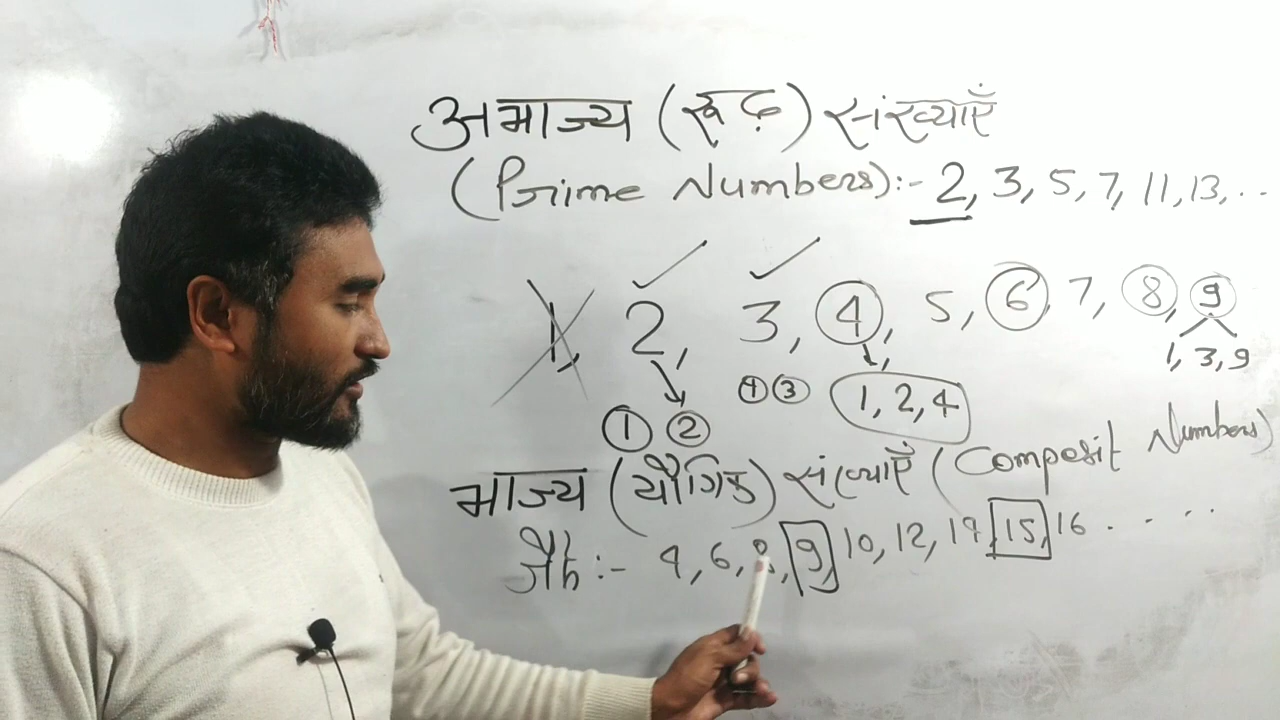 अभाज्य (रूढ़) संख्याएँ
(Prime Numbers):- 2, 3, 5, 7, 11, 13, ...
1, 2, 3, 4, 5, 6, 7, 8, 9
1, 3, 9
1 2 1 3 1, 2, 4
भाज्य (यौगिक) संख्याएँ (Composit Numbers)
जैसे :- 4, 6, 8, 9, 10, 12, 14, 15, 16 . . . .